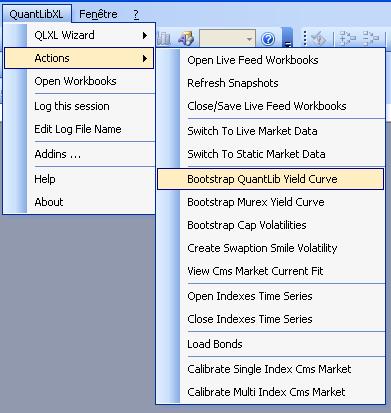 QuantLibXL Fenêtre ?
QLXL Wizard
Actions
Open Workbooks
Log this session
Edit Log File Name
Addins ...
Help
About
Open Live Feed Workbooks
Refresh Snapshots
Close/Save Live Feed Workbooks
Switch To Live Market Data
Switch To Static Market Data
Bootstrap QuantLib Yield Curve
Bootstrap Murex Yield Curve
Bootstrap Cap Volatilities
Create Swaption Smile Volatility
View Cms Market Current Fit
Open Indexes Time Series
Close Indexes Time Series
Load Bonds
Calibrate Single Index Cms Market
Calibrate Multi Index Cms Market